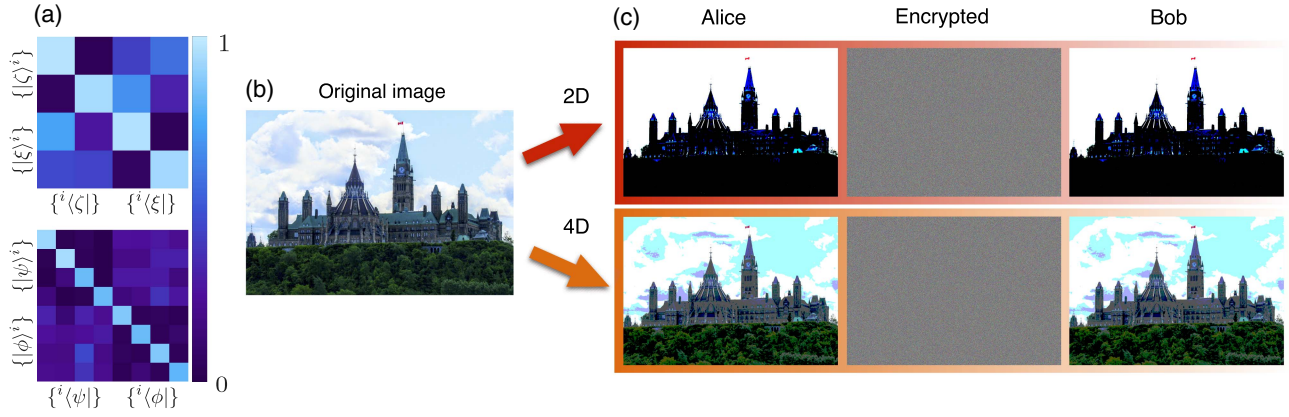 (a)
{|ζ⟩ⁱ}
{|ξ⟩ⁱ}
{ⁱ⟨ζ|} {ⁱ⟨ξ|}
{|ψ⟩ⁱ}
{|ϕ⟩ⁱ}
{ⁱ⟨ψ|} {ⁱ⟨ϕ|}
1
0
(b)
Original image
2D
4D
(c)
Alice Encrypted Bob